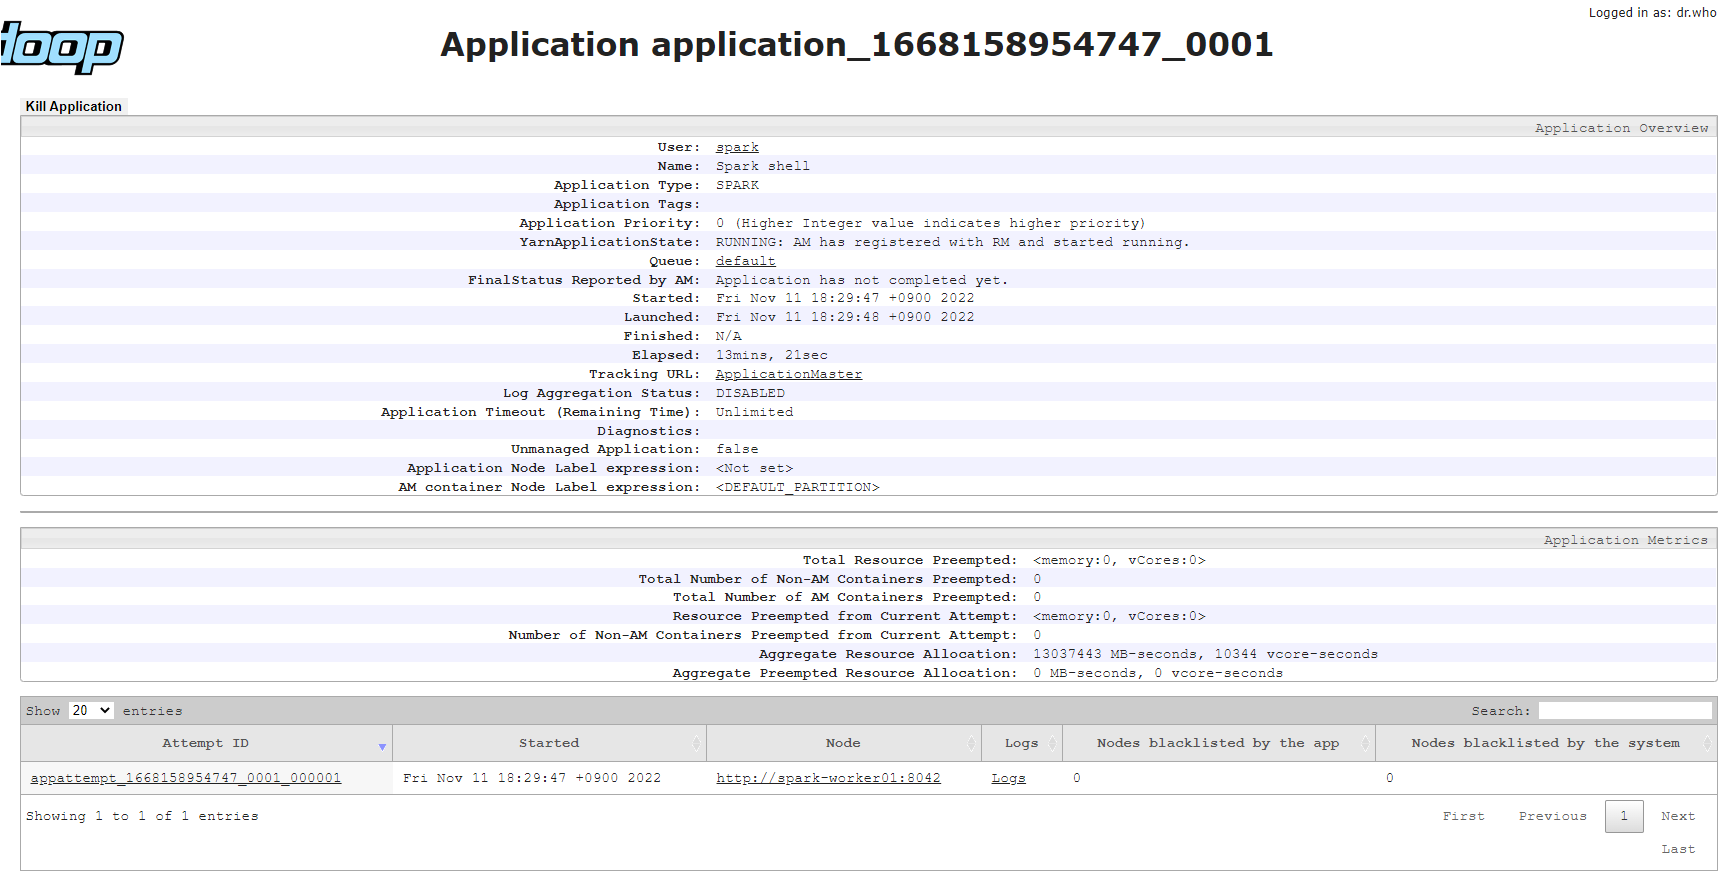 Logged in as: dr.who
doop
Application application_1668158954747_0001
Kill Application
Application Overview
User: spark
Name: Spark shell
Application Type: SPARK
Application Tags:
Application Priority: 0 (Higher Integer value indicates higher priority)
YarnApplicationState: RUNNING: AM has registered with RM and started running.
Queue: default
FinalStatus Reported by AM: Application has not completed yet.
Started: Fri Nov 11 18:29:47 +0900 2022
Launched: Fri Nov 11 18:29:48 +0900 2022
Finished: N/A
Elapsed: 13mins, 21sec
Tracking URL: ApplicationMaster
Log Aggregation Status: DISABLED
Application Timeout (Remaining Time): Unlimited
Diagnostics:
Unmanaged Application: false
Application Node Label expression: <Not set>
AM container Node Label expression: <DEFAULT_PARTITION>
Application Metrics
Total Resource Preempted: <memory:0, vCores:0>
Total Number of Non-AM Containers Preempted: 0
Total Number of AM Containers Preempted: 0
Resource Preempted from Current Attempt: <memory:0, vCores:0>
Number of Non-AM Containers Preempted from Current Attempt: 0
Aggregate Resource Allocation: 13037443 MB-seconds, 10344 vcore-seconds
Aggregate Preempted Resource Allocation: 0 MB-seconds, 0 vcore-seconds
Show 20 entries Search:
Attempt ID Started Node Logs Nodes blacklisted by the app Nodes blacklisted by the system
appattempt_1668158954747_0001_000001 Fri Nov 11 18:29:47 +0900 2022 http://spark-worker01:8042 Logs 0 0
Showing 1 to 1 of 1 entries First Previous 1 Next
Last